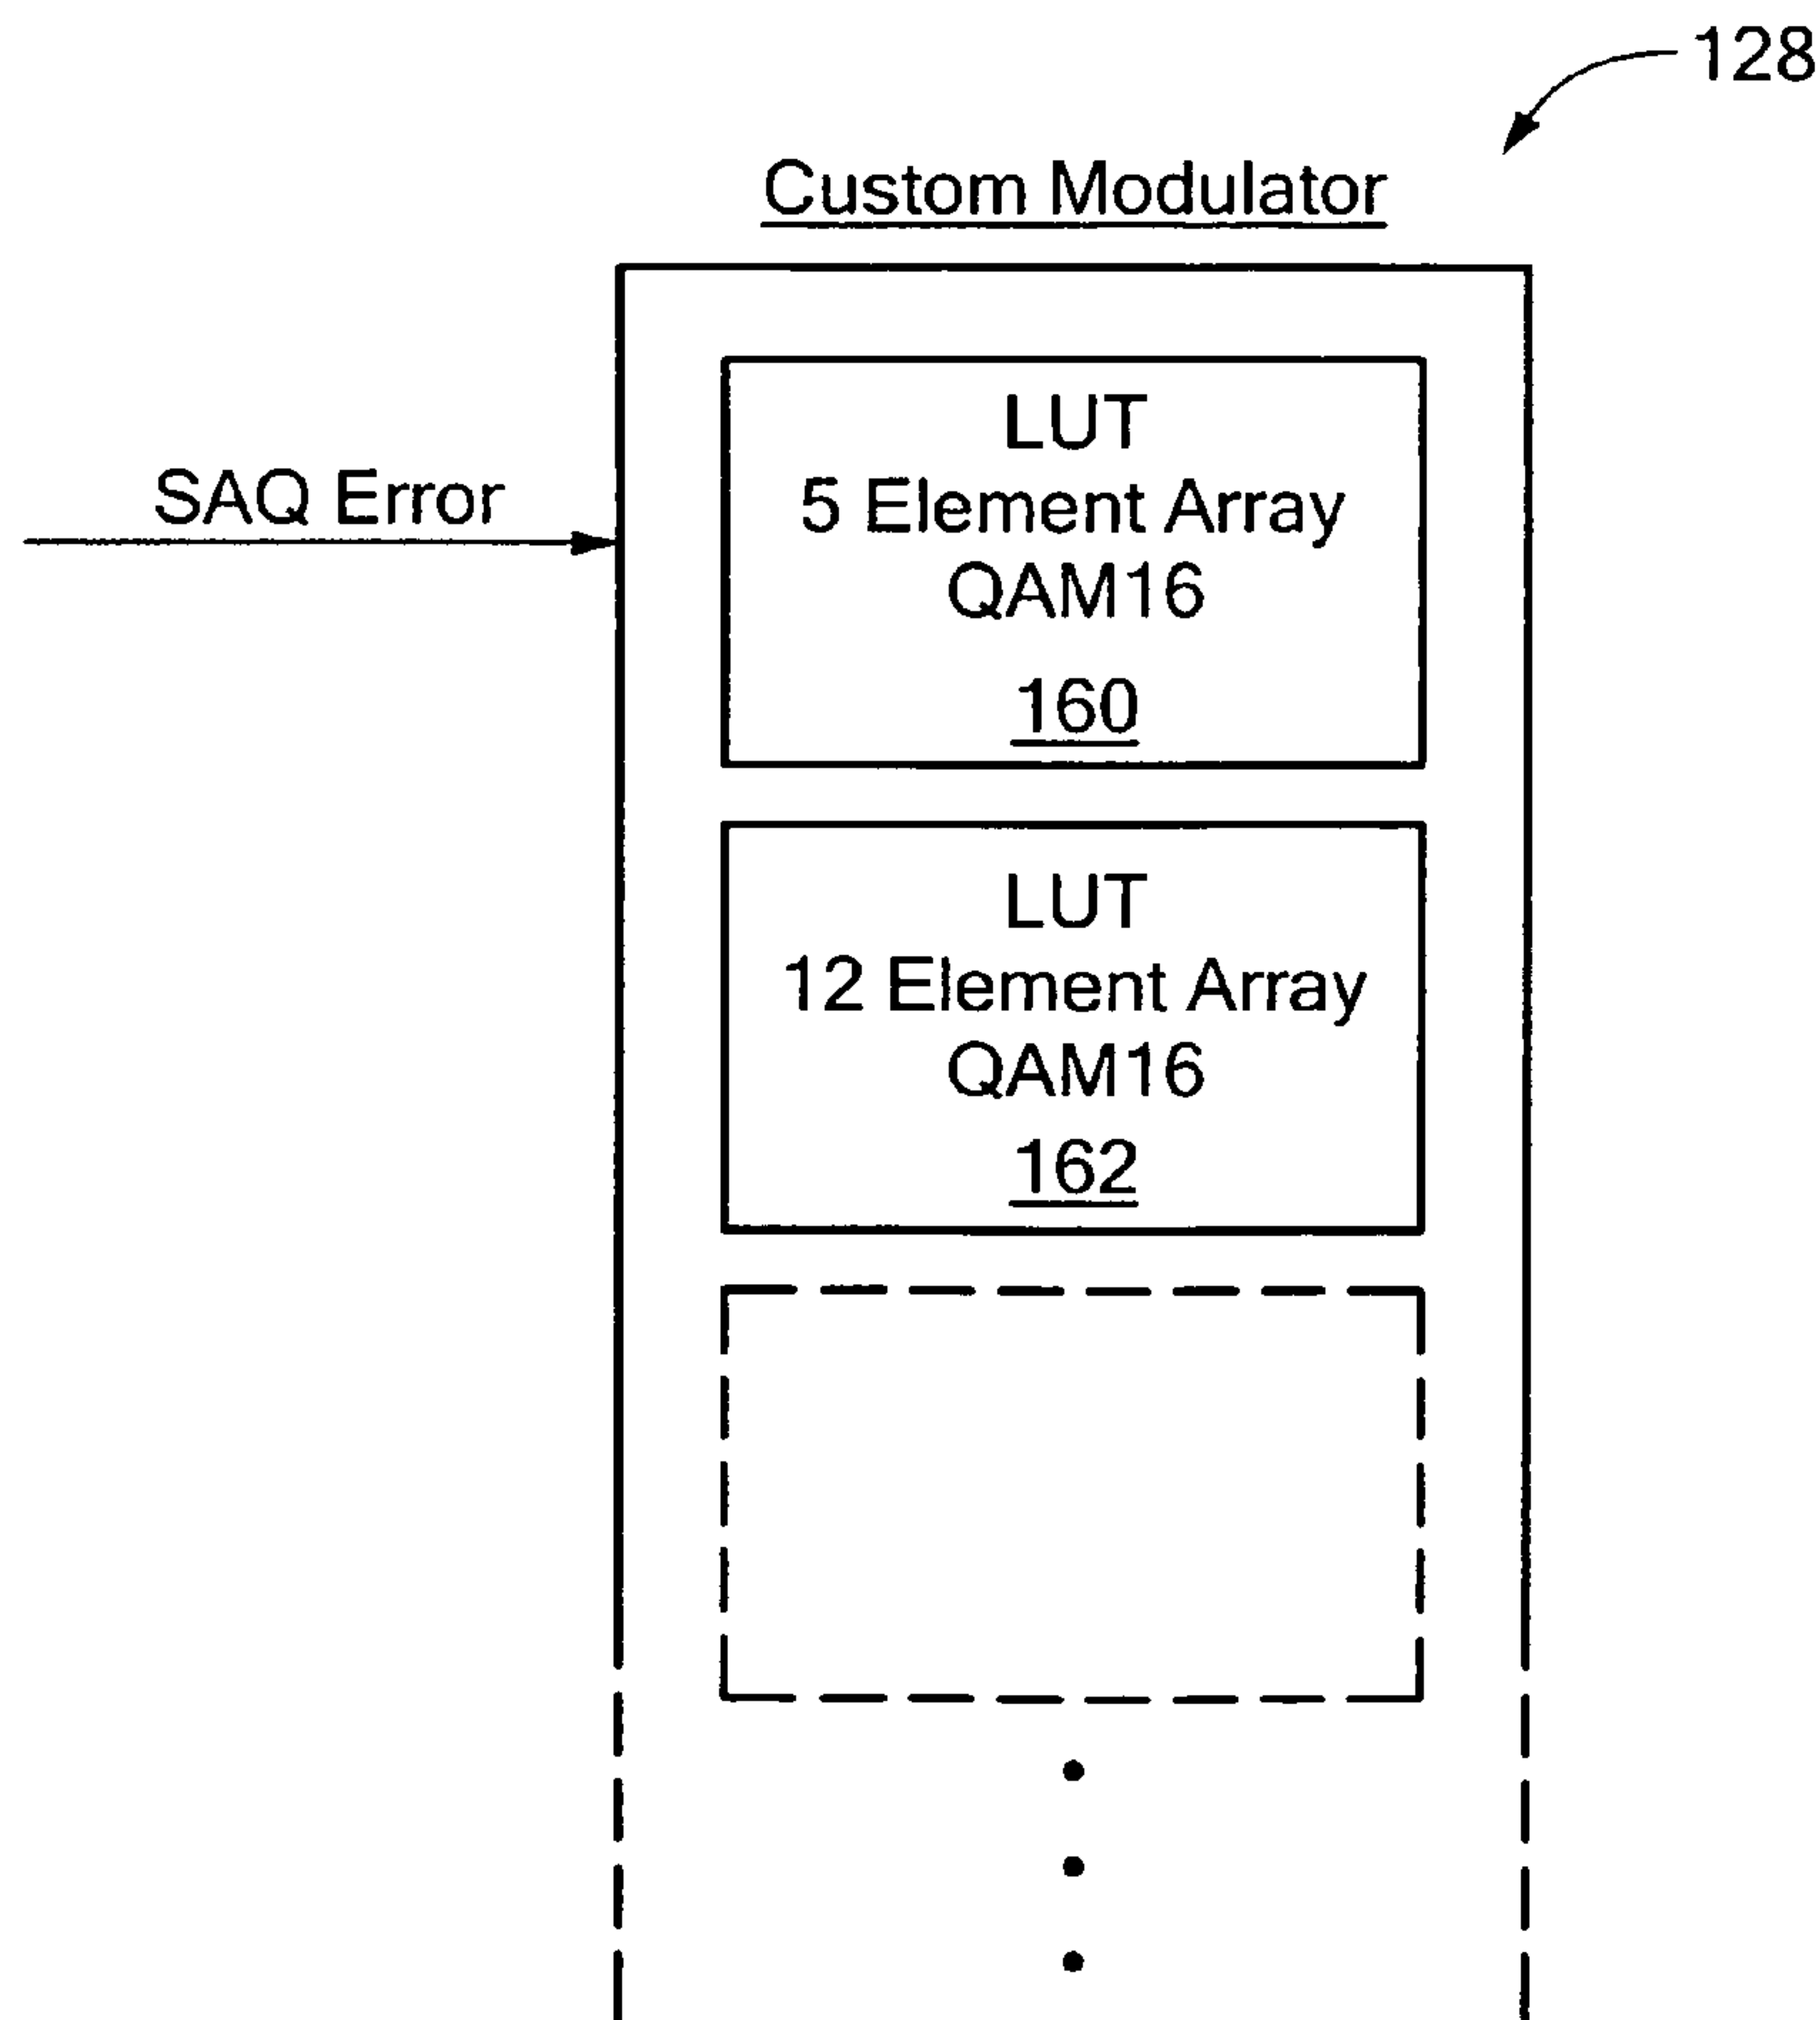 128
Custom Modulator
SAQ Error
LUT
5 Element Array
QAM16
160
LUT
12 Element Array
QAM16
162